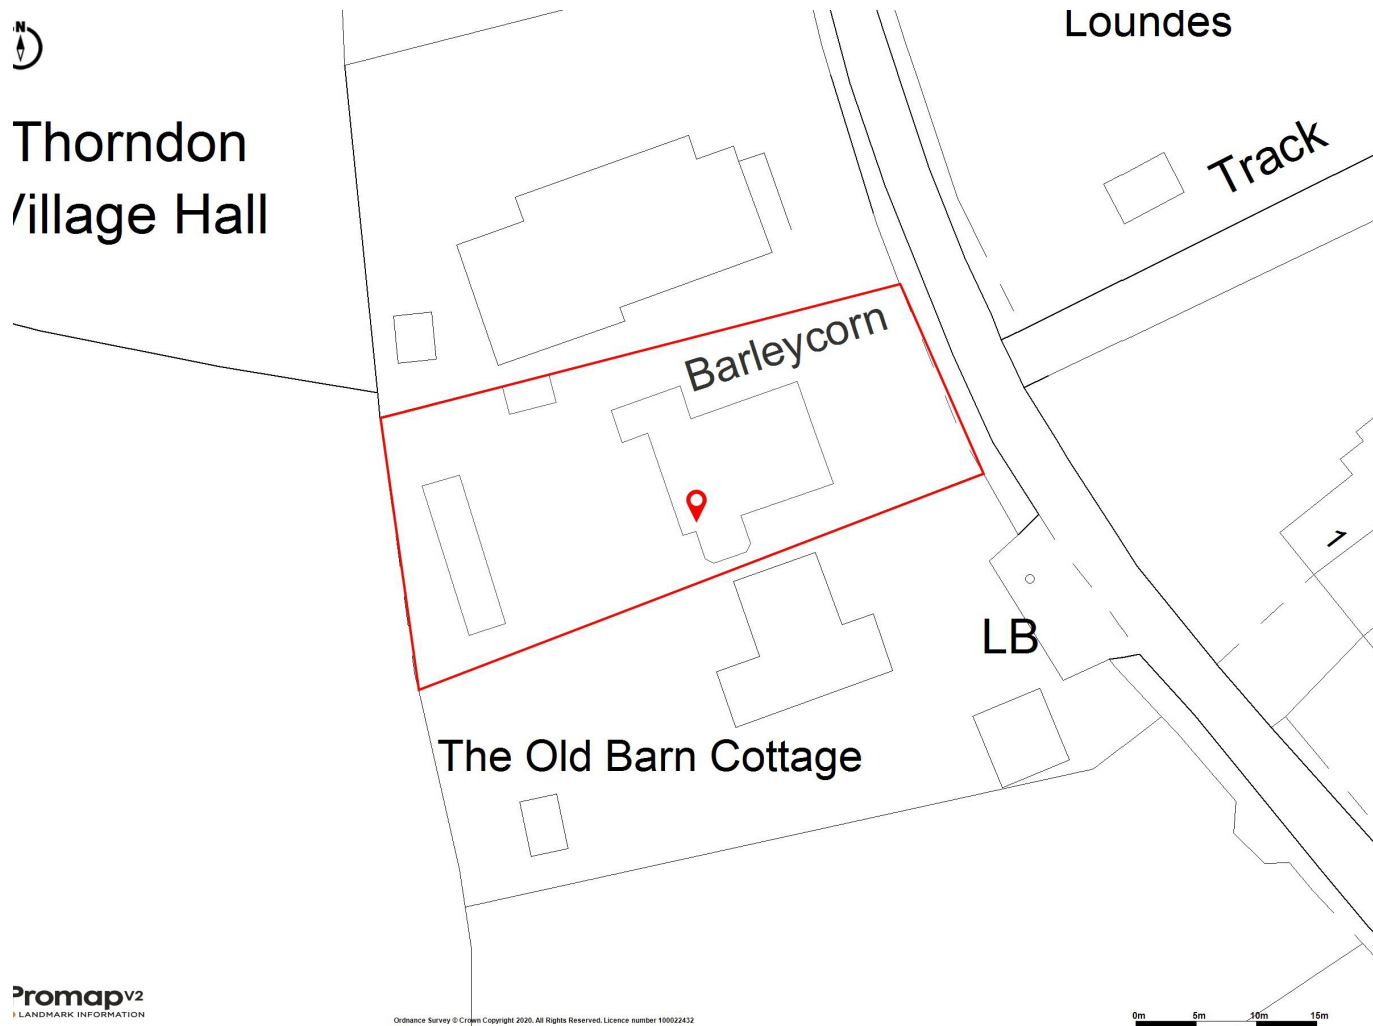 N
Loundes
Thorndon
Village Hall
Track
Barleycorn
1
LB
The Old Barn Cottage
Promap V2
LANDMARK INFORMATION
Ordnance Survey © Crown Copyright 2020. All Rights Reserved. Licence number 100022432
0m 5m 10m 15m